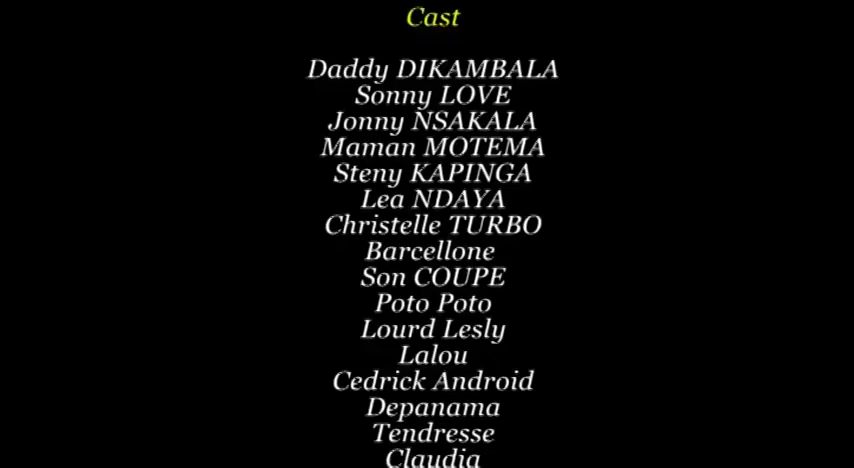 Cast
Daddy DIKAMBALA
Sonny LOVE
Jonny NSAKALA
Maman MOTEMA
Steny KAPINGA
Lea NDAYA
Christelle TURBO
Barcellone
Son COUPE
Poto Poto
Lourd Lesly
Lalou
Cedrick Android
Depanama
Tendresse
Claudia